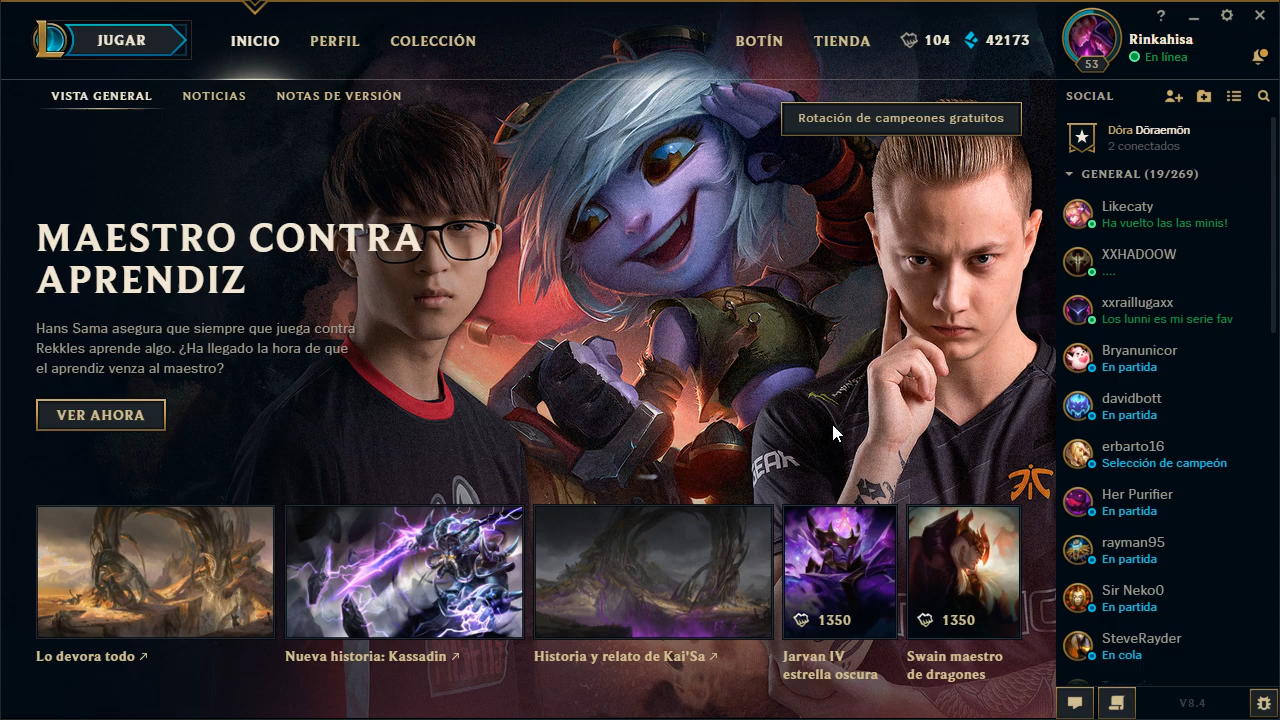 JUGAR
INICIO
PERFIL
COLECCIÓN
BOTÍN
TIENDA
104
42173
?
53
Rinkahisa
En línea
VISTA GENERAL
NOTICIAS
NOTAS DE VERSIÓN
Rotación de campeones gratuitos
MAESTRO CONTRA
APRENDIZ
Hans Sama asegura que siempre que juega contra
Rekkles aprende algo. ¿Ha llegado la hora de que
el aprendiz venza al maestro?
VER AHORA
GEAR
1350
1350
Lo devora todo
Nueva historia: Kassadin
Historia y relato de Kai'Sa
Jarvan IV
estrella oscura
Swain maestro
de dragones
SOCIAL
Dôra Döraemön
2 conectados
GENERAL (19/269)
Likecaty
Ha vuelto las las minis!
XXHADOOW
....
xxraillugaxx
Los lunni es mi serie fav
Bryanunicor
En partida
davidbott
En partida
erbarto16
Selección de campeón
Her Purifier
En partida
rayman95
En partida
Sir Neko0
En partida
SteveRayder
En cola
V8.4